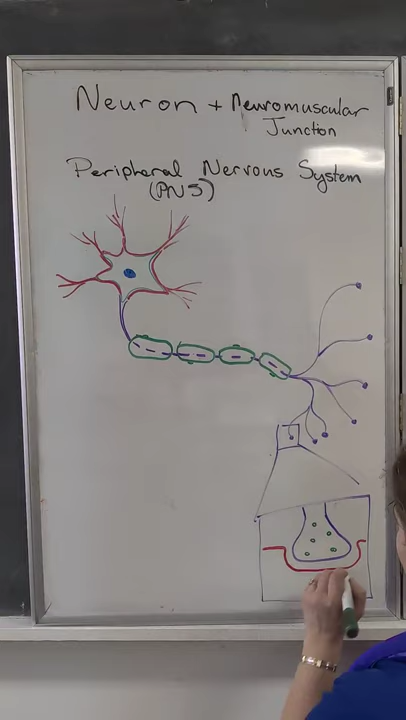 Neuron + Neuromuscular
Junction
Peripheral Nervous System
(PNS)